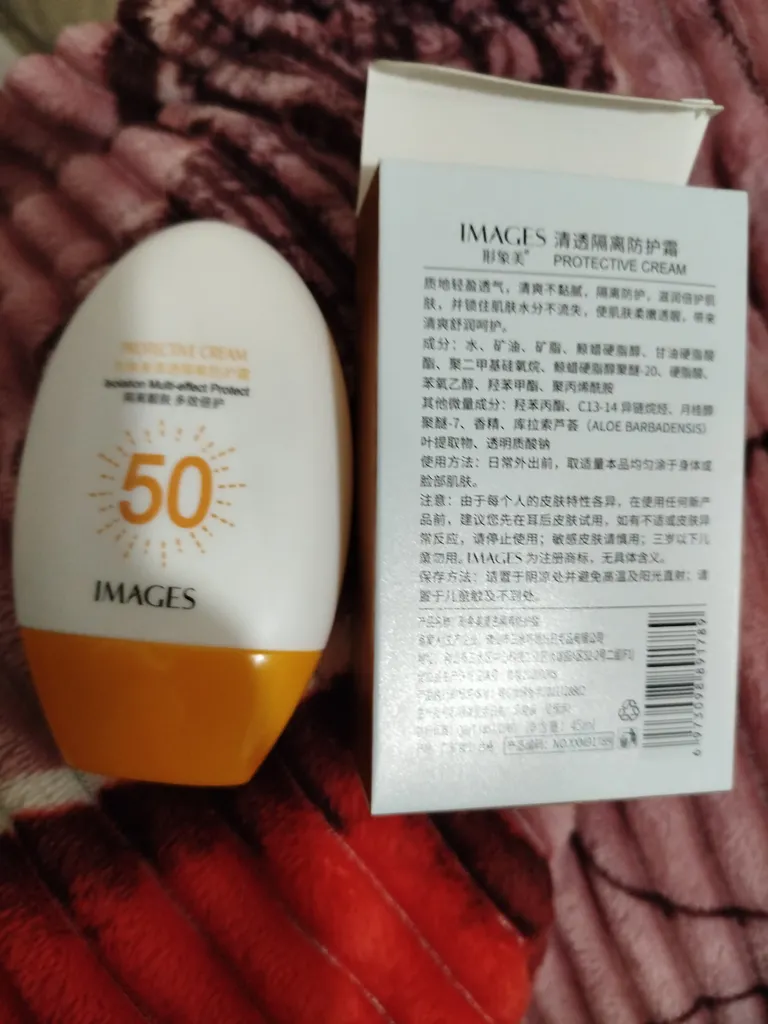 PROTECTIVE CREAM
Isolation Multi-effect Protect
隔离靓肤 多效倍护
50
IMAGES
IMAGES 清透隔离防护霜
形象美® PROTECTIVE CREAM
质地轻盈透气，清爽不黏腻，隔离防护，滋润倍护肌
肤，并锁住肌肤水分不流失，使肌肤柔嫩透靓，带来
清爽舒润呵护。
成分：水、矿油、矿脂、鲸蜡硬脂醇、甘油硬脂酸
酯、聚二甲基硅氧烷、鲸蜡硬脂醇聚醚-20、硬脂酸、
苯氧乙醇、羟苯甲酯、聚丙烯酰胺
其他微量成分：羟苯丙酯、C13-14 异链烷烃、月桂醇
聚醚-7、香精、库拉索芦荟（ALOE BARBADENSIS）
叶提取物、透明质酸钠
使用方法：日常外出前，取适量本品均匀涂于身体或
脸部肌肤。
注意：由于每个人的皮肤特性各异，在使用任何新产
品前，建议您先在耳后皮肤试用，如有不适或皮肤异
常反应，请停止使用；敏感皮肤请慎用；三岁以下儿
童勿用。IMAGES 为注册商标，无具体含义。
保存方法：请置于阴凉处并避免高温及阳光直射；请
置于儿童触及不到处。
45ml
产品编码：NO.XXM91789
6973098691789